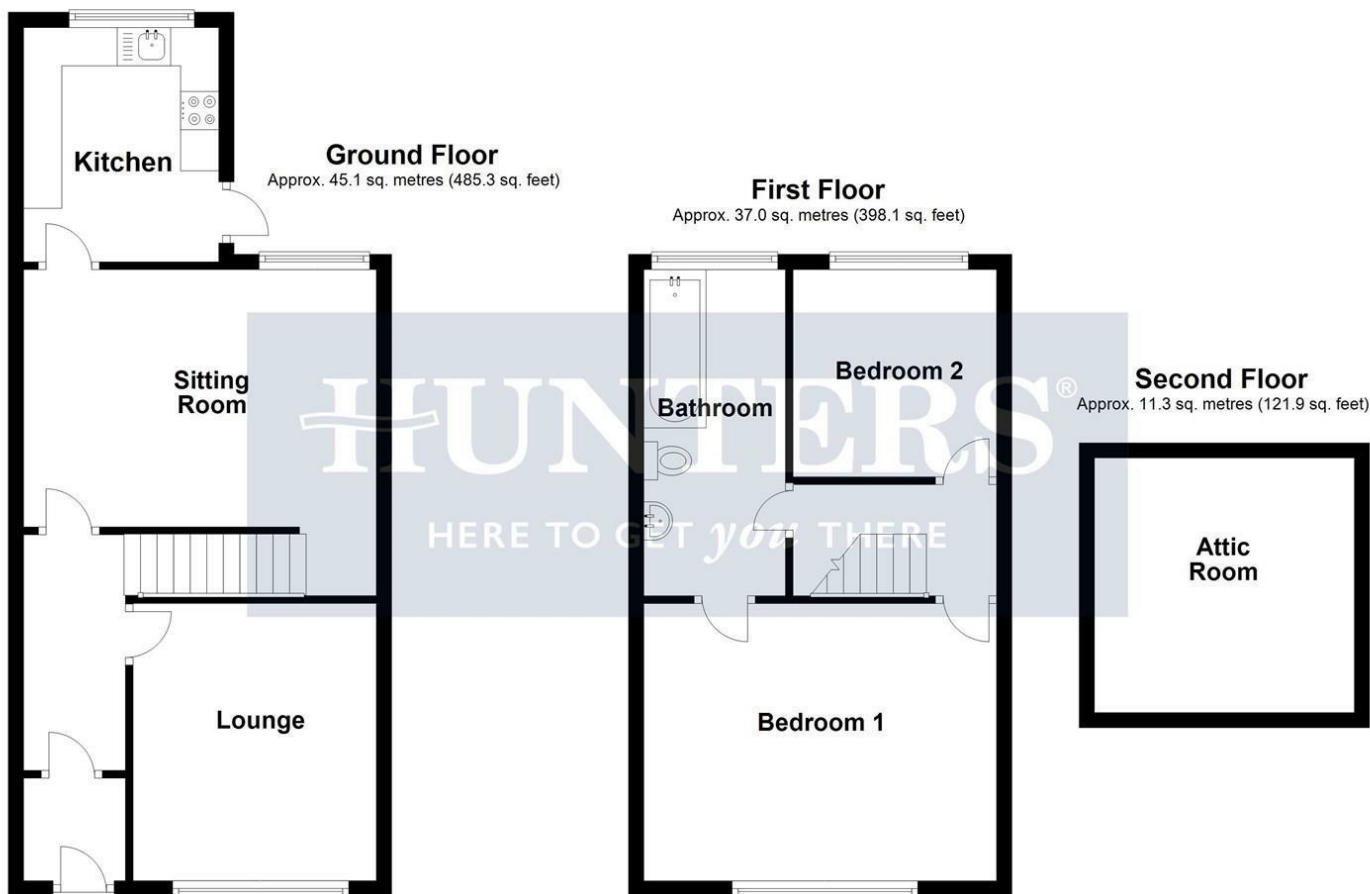 Kitchen
Ground Floor
Approx. 45.1 sq. metres (485.3 sq. feet)
First Floor
Approx. 37.0 sq. metres (398.1 sq. feet)
Sitting
Room
Bathroom
Bedroom 2
Second Floor
Approx. 11.3 sq. metres (121.9 sq. feet)
HUNTERS®
HERE TO GET you THERE
Attic
Room
Lounge
Bedroom 1